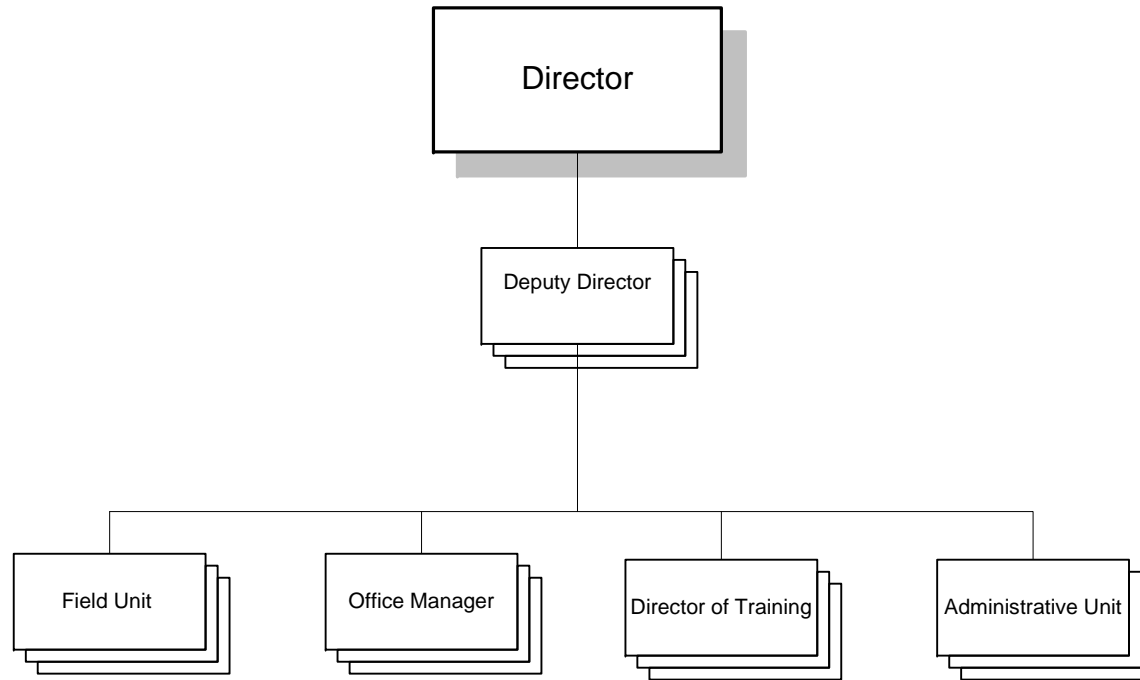 Director
Deputy Director
Field Unit
Office Manager
Director of Training
Administrative Unit